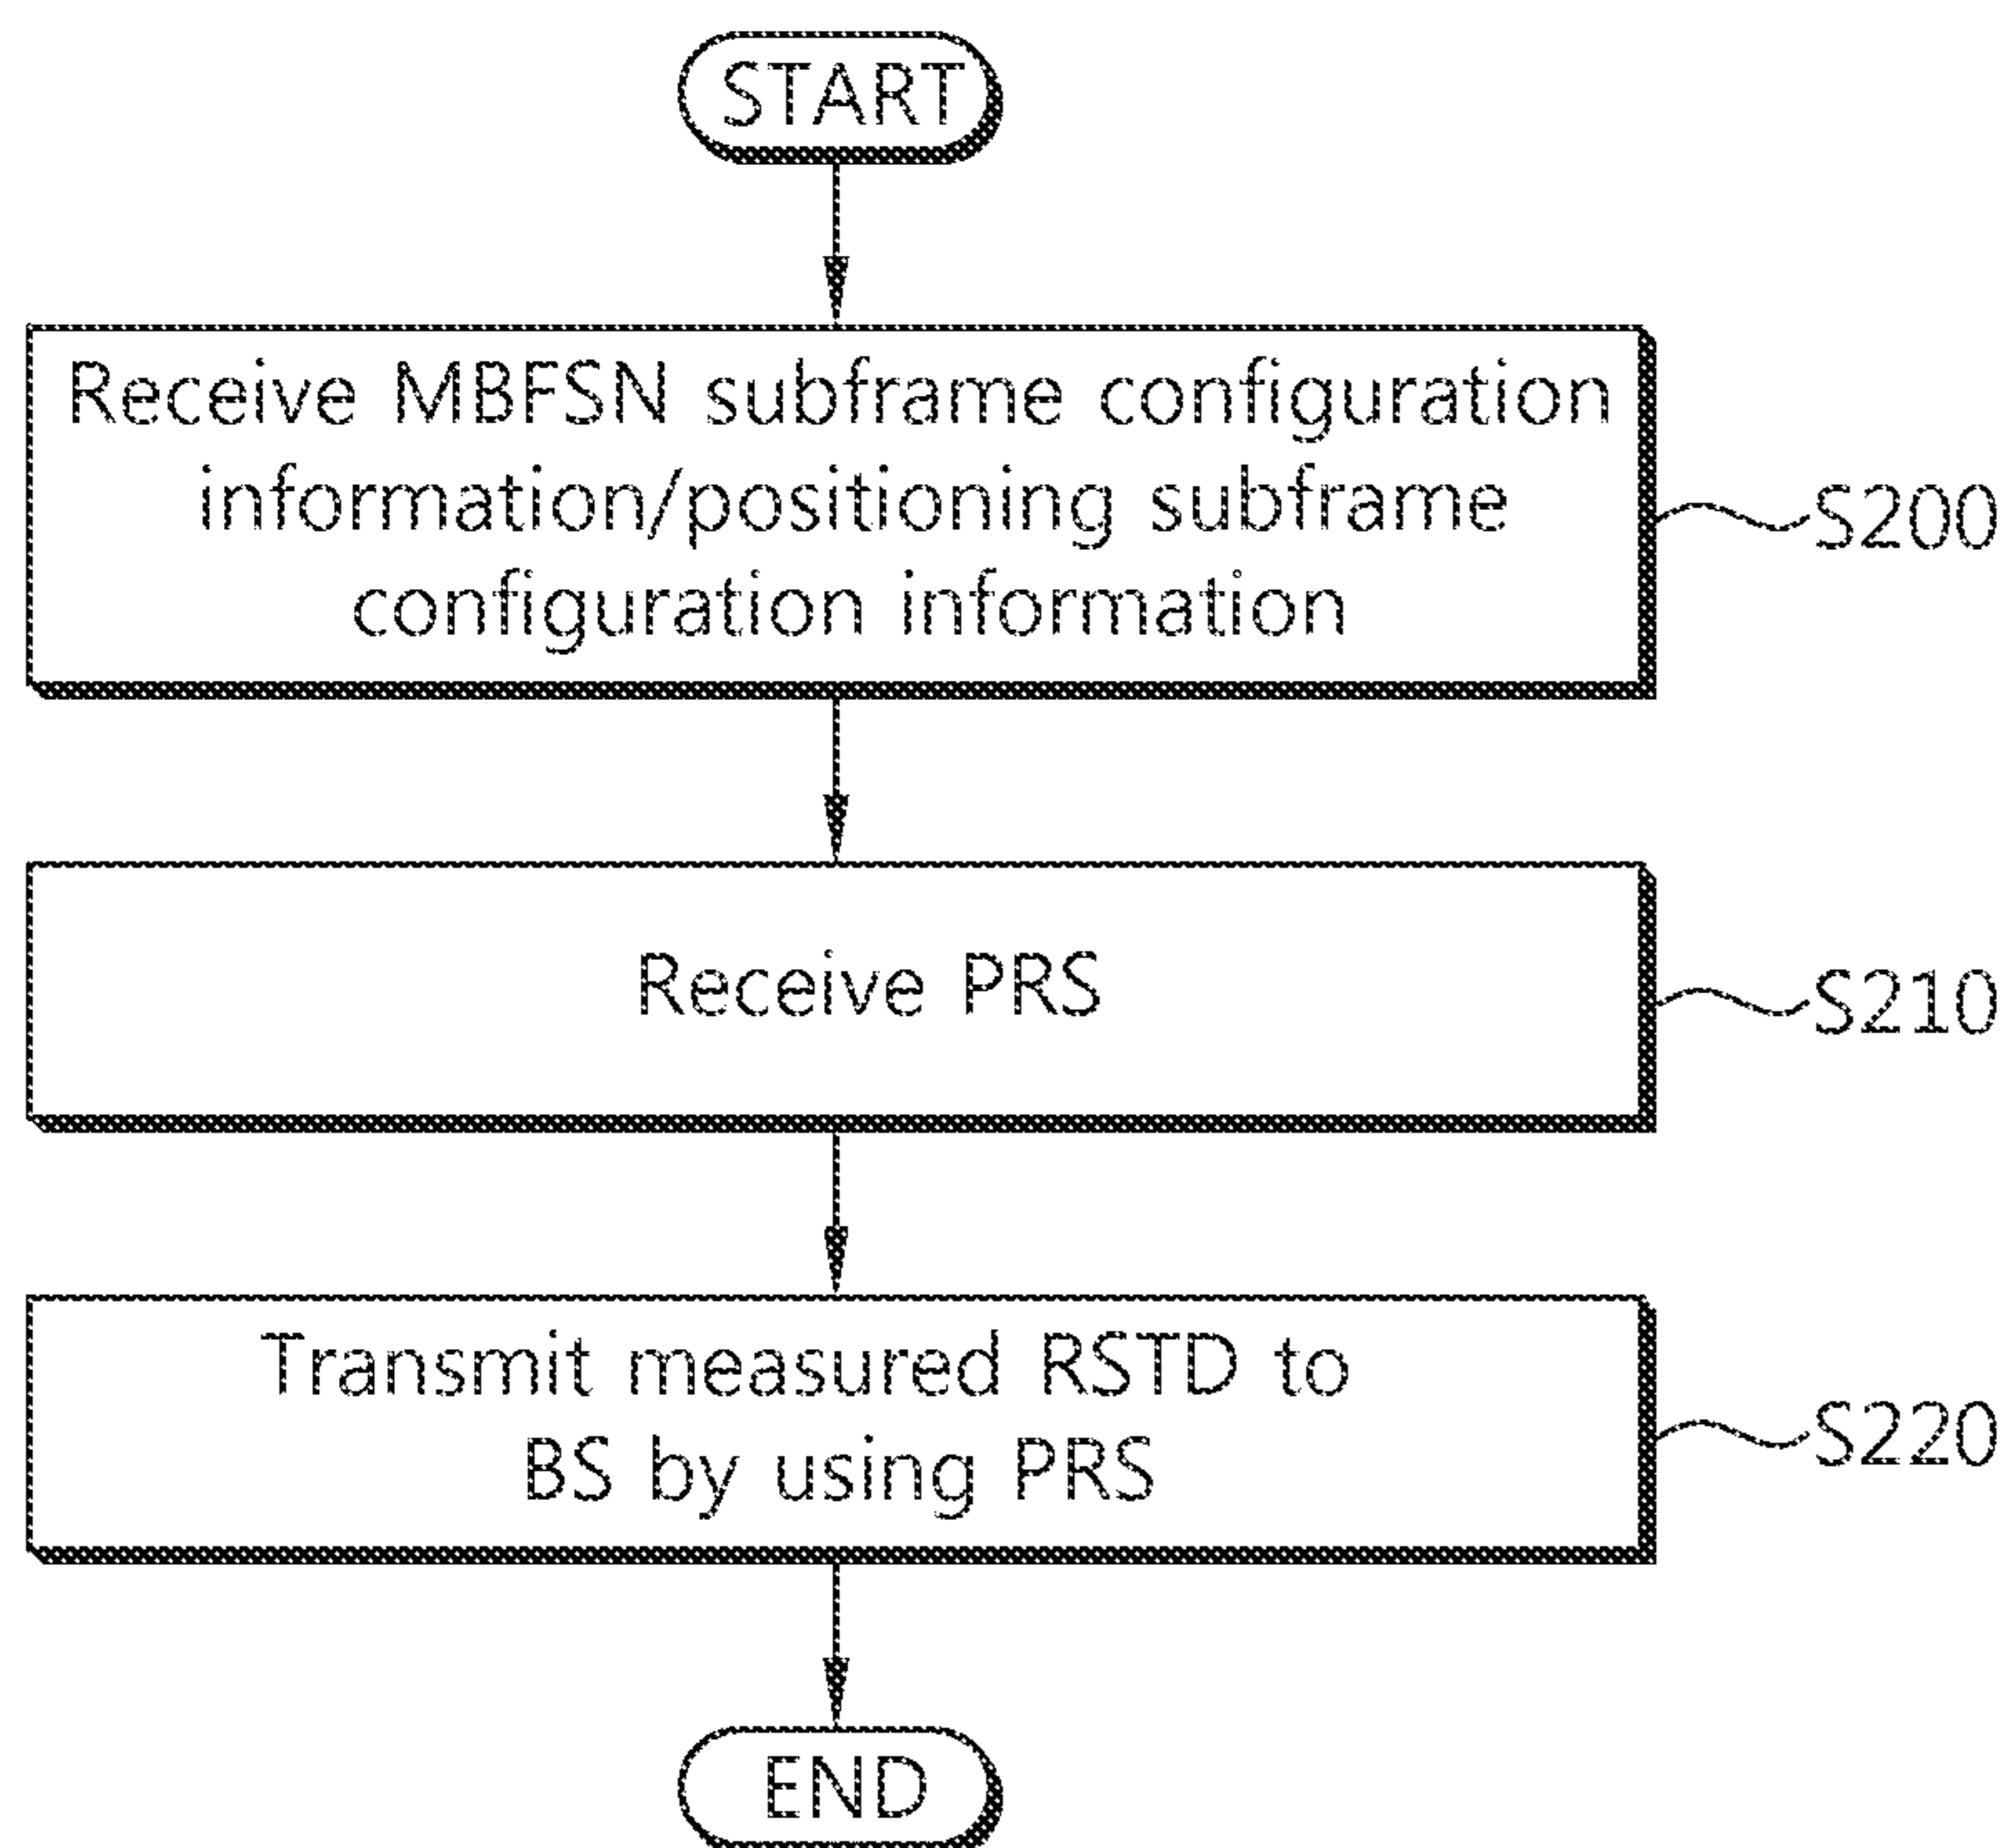 START
Receive MBFSN subframe configuration
information/positioning subframe
configuration information
S200
Receive PRS
S210
Transmit measured RSTD to
BS by using PRS
S220
END